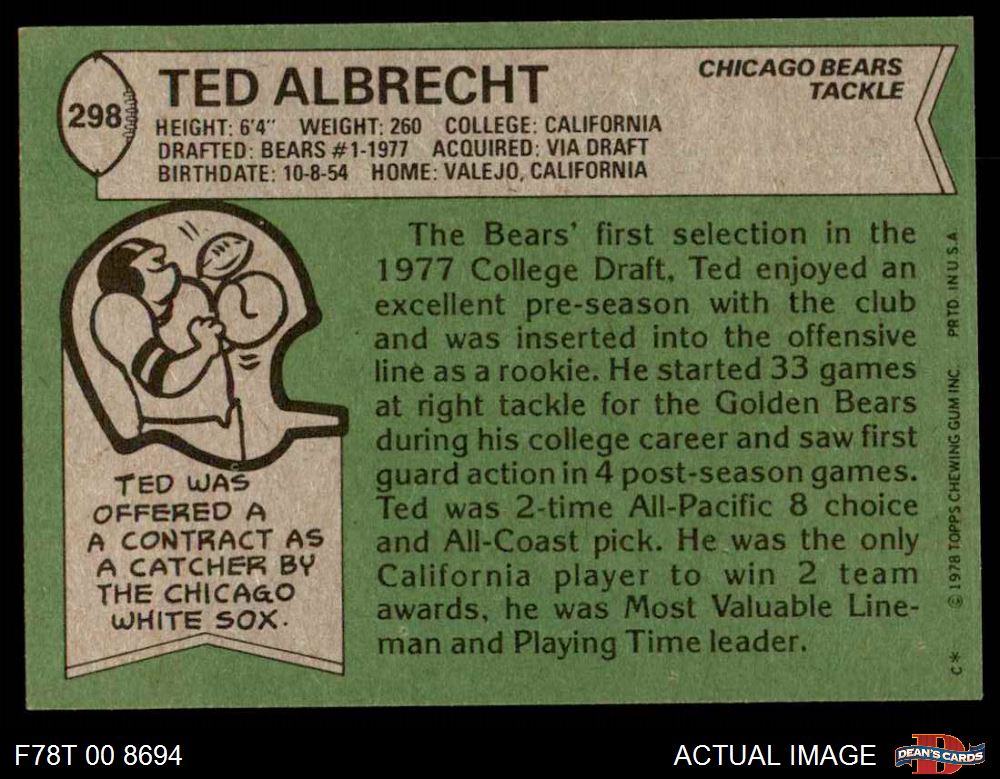 298
TED ALBRECHT
CHICAGO BEARS
TACKLE
HEIGHT: 6'4" WEIGHT: 260 COLLEGE: CALIFORNIA
DRAFTED: BEARS #1-1977 ACQUIRED: VIA DRAFT
BIRTHDATE: 10-8-54 HOME: VALEJO, CALIFORNIA
TED WAS
OFFERED A
A CONTRACT AS
A CATCHER BY
THE CHICAGO
WHITE SOX.
The Bears' first selection in the
1977 College Draft, Ted enjoyed an
excellent pre-season with the club
and was inserted into the offensive
line as a rookie. He started 33 games
at right tackle for the Golden Bears
during his college career and saw first
guard action in 4 post-season games.
Ted was 2-time All-Pacific 8 choice
and All-Coast pick. He was the only
California player to win 2 team
awards, he was Most Valuable Line-
man and Playing Time leader.
C* © 1978 TOPPS CHEWING GUM INC. PRTD. IN U.S.A.
F78T 00 8694
ACTUAL IMAGE
DEAN'S CARDS